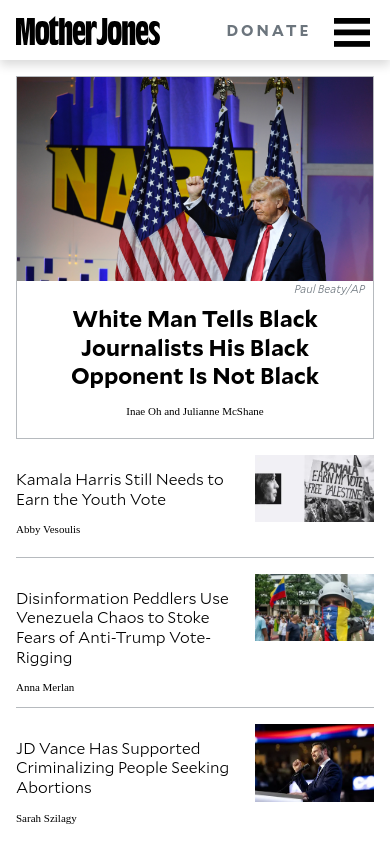 Mother Jones
DONATE
NABJ
Paul Beaty/AP
White Man Tells Black
Journalists His Black
Opponent Is Not Black
Inae Oh and Julianne McShane
Kamala Harris Still Needs to
Earn the Youth Vote
Abby Vesoulis
KAMALA
EARN MY VOTE
FREE PALESTINE
Disinformation Peddlers Use
Venezuela Chaos to Stoke
Fears of Anti-Trump Vote-
Rigging
Anna Merlan
JD Vance Has Supported
Criminalizing People Seeking
Abortions
Sarah Szilagy